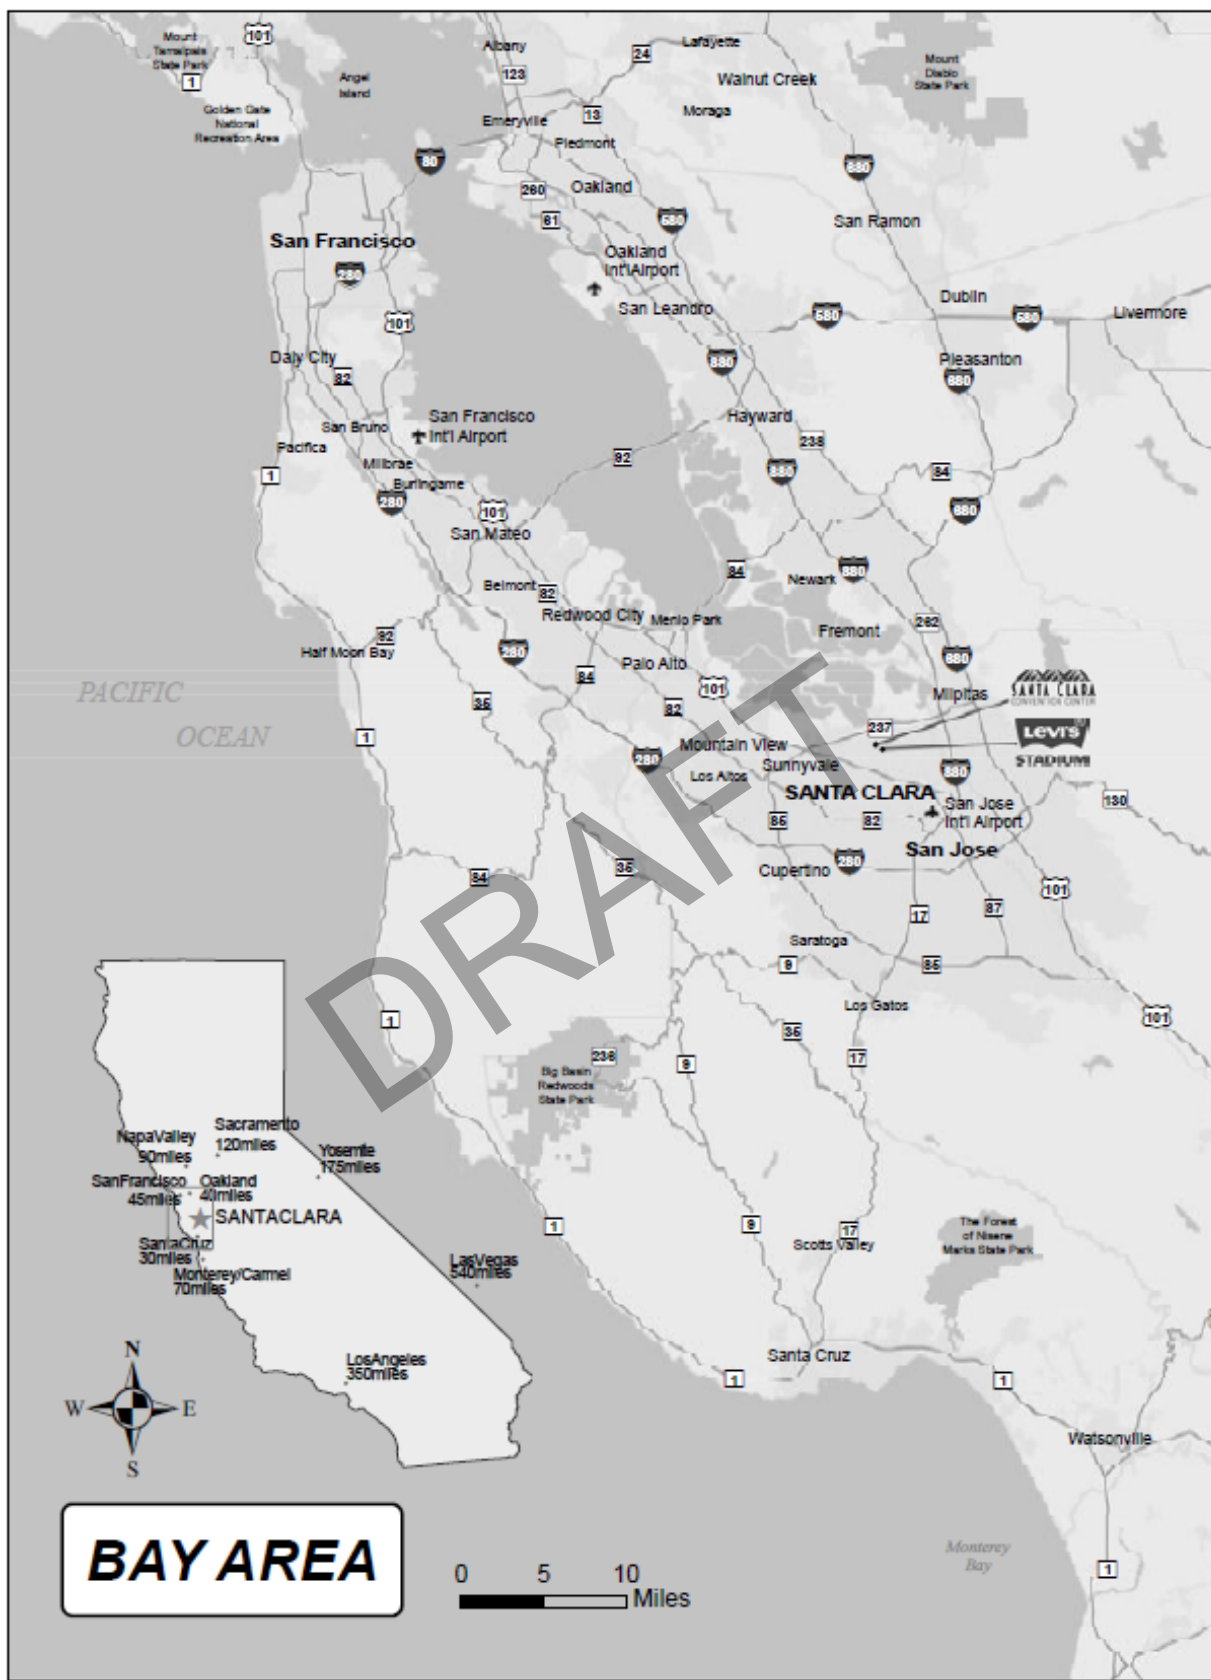 Mount
Tamalpais
State Park
101
1
Golden Gate
National
Recreation Area
Angel
Island
Albany
123
24
Lafayette
Walnut Creek
Mount
Diablo
State Park
Emeryville
13
Moraga
Piedmont
80
260
Oakland
61
580
680
San Ramon
San Francisco
280
Oakland
Int'lAirport
101
San Leandro
Dublin
580
580
Livermore
Daly City
82
880
Pleasanton
680
San Francisco
Int'l Airport
Hayward
San Bruno
238
Pacifica
92
Millbrae
880
84
1
Burlingame
280
101
680
San Mateo
84
Newark
880
Belmont
82
Redwood City
Menlo Park
262
Fremont
92
Half Moon Bay
280
Palo Alto
680
84
101
Milpitas
SANTA CLARA
CONVENTION CENTER
PACIFIC
OCEAN
35
82
237
1
Mountain View
LEVI'S
STADIUM
280
Sunnyvale
Los Altos
880
SANTA CLARA
130
San Jose
Int'l Airport
85
82
San Jose
280
35
Cupertino
84
101
17
87
Saratoga
9
85
Los Gatos
101
1
35
236
9
17
Big Basin
Redwoods
State Park
DRAFT
Sacramento
120miles
NapaValley
90miles
Yosemite
175miles
SanFrancisco
45miles
Oakland
40miles
SANTACLARA
SantaCruz
30miles
Monterey/Carmel
70miles
LasVegas
540miles
LosAngeles
350miles
1
9
17
Scotts Valley
The Forest
of Nisene
Marks State Park
Santa Cruz
1
1
Watsonville
N
W
E
S
BAY AREA
0 5 10
Miles
Monterey
Bay
1